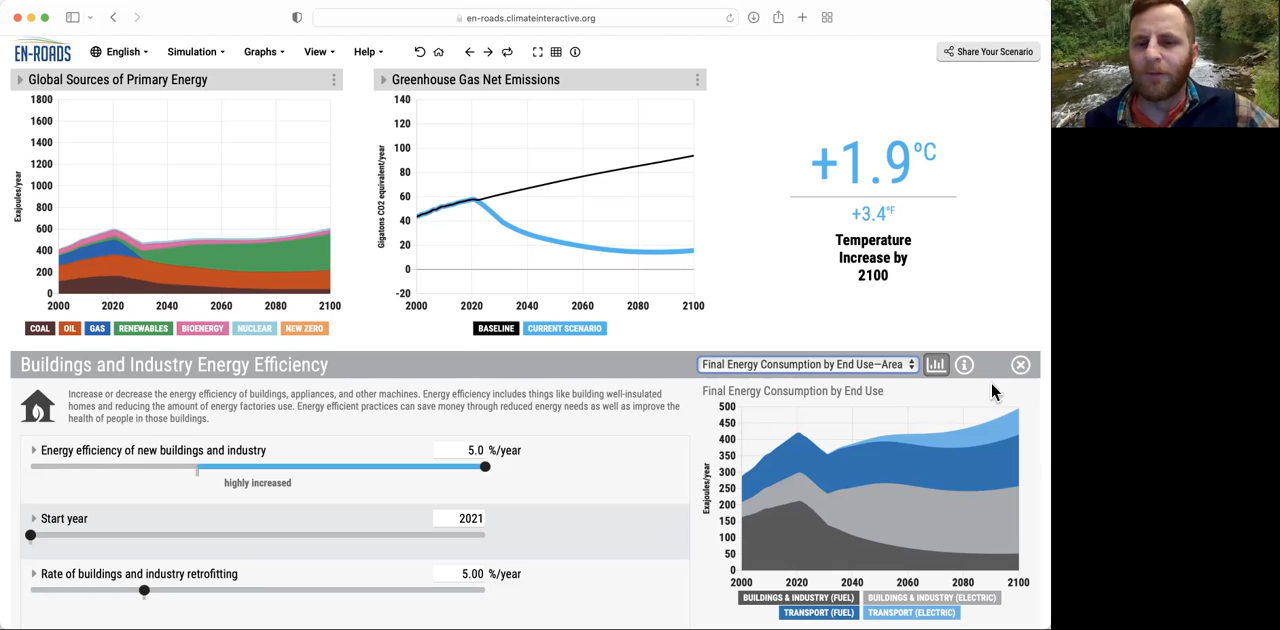 en-roads.climateinteractive.org
EN-ROADS
English
Simulation
Graphs
View
Help
Share Your Scenario
Global Sources of Primary Energy
1800
1600
1400
1200
1000
800
600
400
200
0
Exajoules/year
2000 2020 2040 2060 2080 2100
COAL OIL GAS RENEWABLES BIOENERGY NUCLEAR NEW ZERO
Greenhouse Gas Net Emissions
140
120
100
80
60
40
20
0
-20
Gigatons CO2 equivalent/year
2000 2020 2040 2060 2080 2100
BASELINE CURRENT SCENARIO
+1.9°C
+3.4°F
Temperature
Increase by
2100
Buildings and Industry Energy Efficiency
Final Energy Consumption by End Use—Area
Increase or decrease the energy efficiency of buildings, appliances, and other machines. Energy efficiency includes things like building well-insulated
homes and reducing the amount of energy factories use. Energy efficient practices can save money through reduced energy needs as well as improve the
health of people in those buildings.
Energy efficiency of new buildings and industry 5.0 %/year
highly increased
Start year 2021
Rate of buildings and industry retrofitting 5.00 %/year
Final Energy Consumption by End Use
500
450
400
350
300
250
200
150
100
50
0
Exajoules/year
2000 2020 2040 2060 2080 2100
BUILDINGS & INDUSTRY (FUEL) BUILDINGS & INDUSTRY (ELECTRIC)
TRANSPORT (FUEL) TRANSPORT (ELECTRIC)